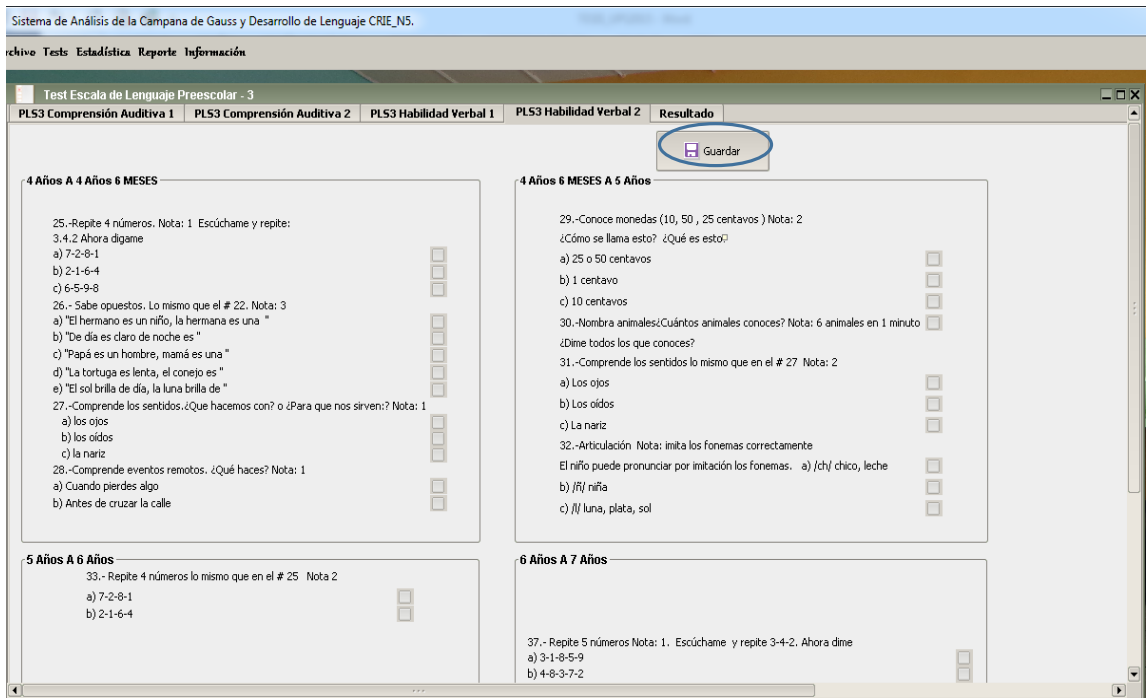 Sistema de Análisis de la Campana de Gauss y Desarrollo de Lenguaje CRIE_N5.
rchivo Tests Estadística Reporte Información
Test Escala de Lenguaje Preescolar - 3
PLS3 Comprensión Auditiva 1 PLS3 Comprensión Auditiva 2 PLS3 Habilidad Verbal 1 PLS3 Habilidad Verbal 2 Resultado
Guardar
4 Años A 4 Años 6 MESES
25.-Repite 4 números. Nota: 1 Escúchame y repite:
3.4.2 Ahora digame
a) 7-2-8-1
b) 2-1-6-4
c) 6-5-9-8
26.- Sabe opuestos. Lo mismo que el # 22. Nota: 3
a) "El hermano es un niño, la hermana es una "
b) "De día es claro de noche es "
c) "Papá es un hombre, mamá es una "
d) "La tortuga es lenta, el conejo es "
e) "El sol brilla de día, la luna brilla de "
27.-Comprende los sentidos.¿Que hacemos con? o ¿Para que nos sirven:? Nota: 1
a) los ojos
b) los oídos
c) la nariz
28.-Comprende eventos remotos. ¿Qué haces? Nota: 1
a) Cuando pierdes algo
b) Antes de cruzar la calle
4 Años 6 MESES A 5 Años
29.-Conoce monedas (10, 50 , 25 centavos ) Nota: 2
¿Cómo se llama esto? ¿Qué es esto?
a) 25 o 50 centavos
b) 1 centavo
c) 10 centavos
30.-Nombra animales¿Cuántos animales conoces? Nota: 6 animales en 1 minuto
¿Dime todos los que conoces?
31.-Comprende los sentidos lo mismo que en el # 27 Nota: 2
a) Los ojos
b) Los oídos
c) La nariz
32.-Articulación Nota: imita los fonemas correctamente
El niño puede pronunciar por imitación los fonemas. a) /ch/ chico, leche
b) /ñ/ niña
c) /l/ luna, plata, sol
5 Años A 6 Años
33.- Repite 4 números lo mismo que en el # 25 Nota 2
a) 7-2-8-1
b) 2-1-6-4
6 Años A 7 Años
37.- Repite 5 números Nota: 1. Escúchame y repite 3-4-2. Ahora dime
a) 3-1-8-5-9
b) 4-8-3-7-2